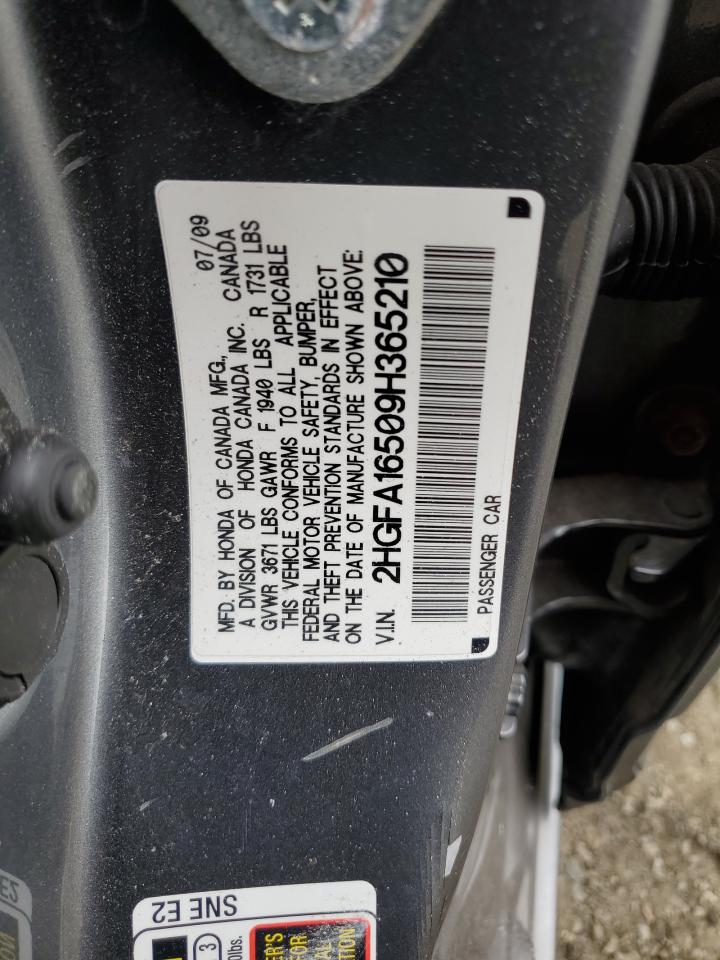 MFD. BY HONDA OF CANADA MFG., 07/09
A DIVISION OF HONDA CANADA INC. CANADA
GVWR 3671 LBS GAWR F 1940 LBS R 1731 LBS
THIS VEHICLE CONFORMS TO ALL APPLICABLE
FEDERAL MOTOR VEHICLE SAFETY, BUMPER,
AND THEFT PREVENTION STANDARDS IN EFFECT
ON THE DATE OF MANUFACTURE SHOWN ABOVE:
V.I.N. 2HGFA16509H365210
PASSENGER CAR
SNE E2
3